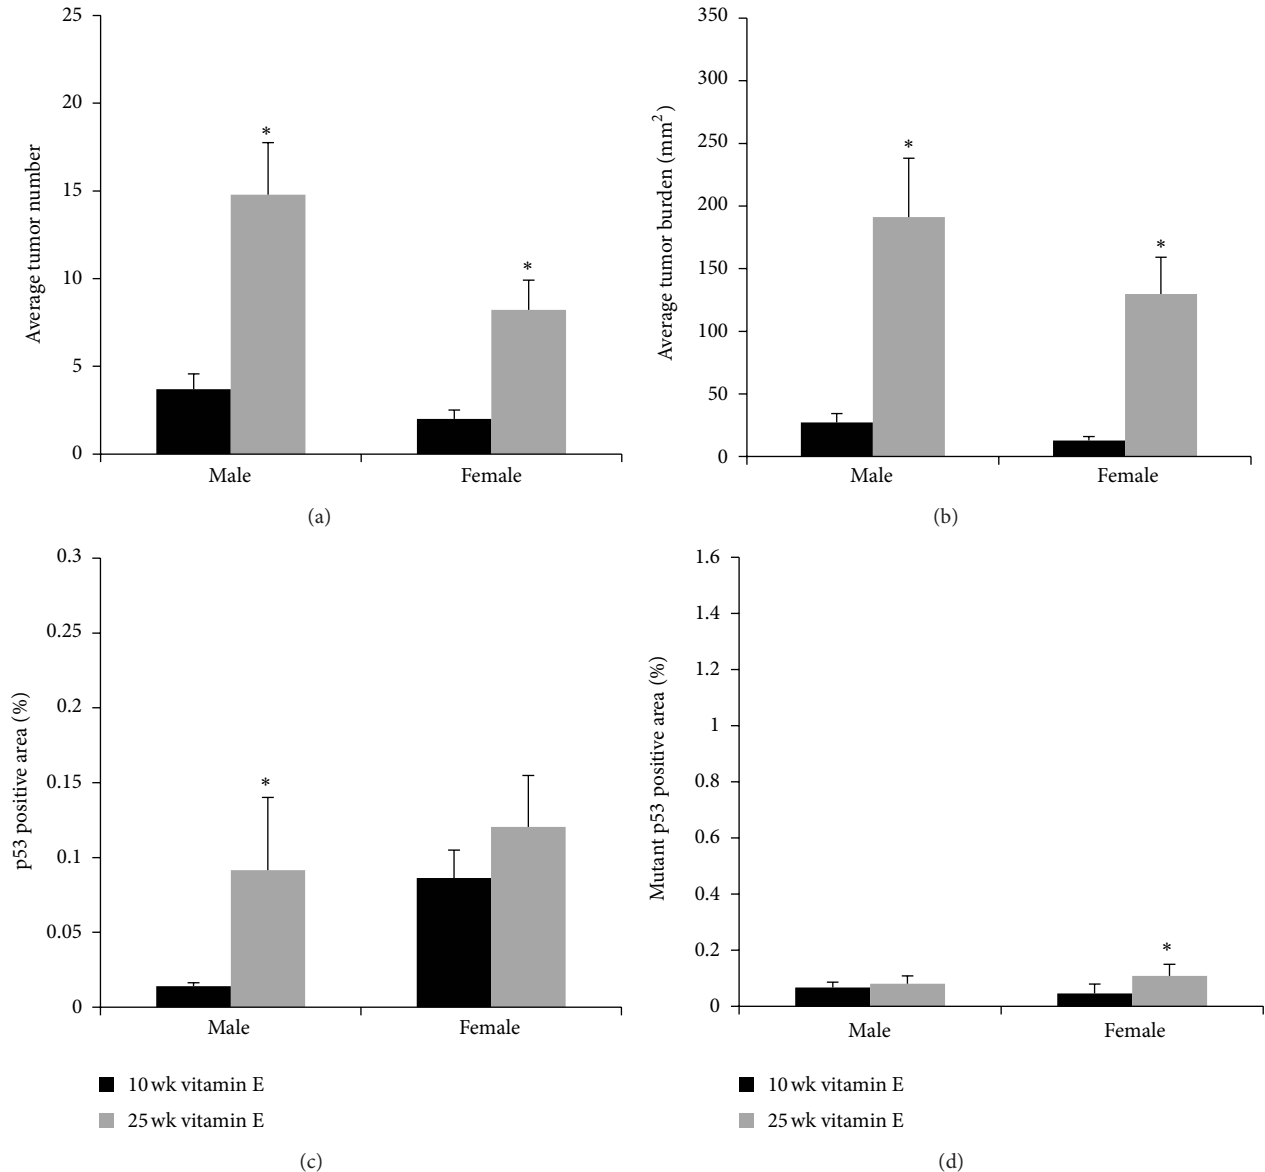 25
20
15
10
5
0
Average tumor number
*
*
Male
Female
(a)
350
300
250
200
150
100
50
0
Average tumor burden (mm²)
*
*
Male
Female
(b)
0.3
0.25
0.2
0.15
0.1
0.05
0
p53 positive area (%)
*
Male
Female
10 wk vitamin E
25 wk vitamin E
(c)
1.6
1.4
1.2
1
0.8
0.6
0.4
0.2
0
Mutant p53 positive area (%)
*
Male
Female
10 wk vitamin E
25 wk vitamin E
(d)